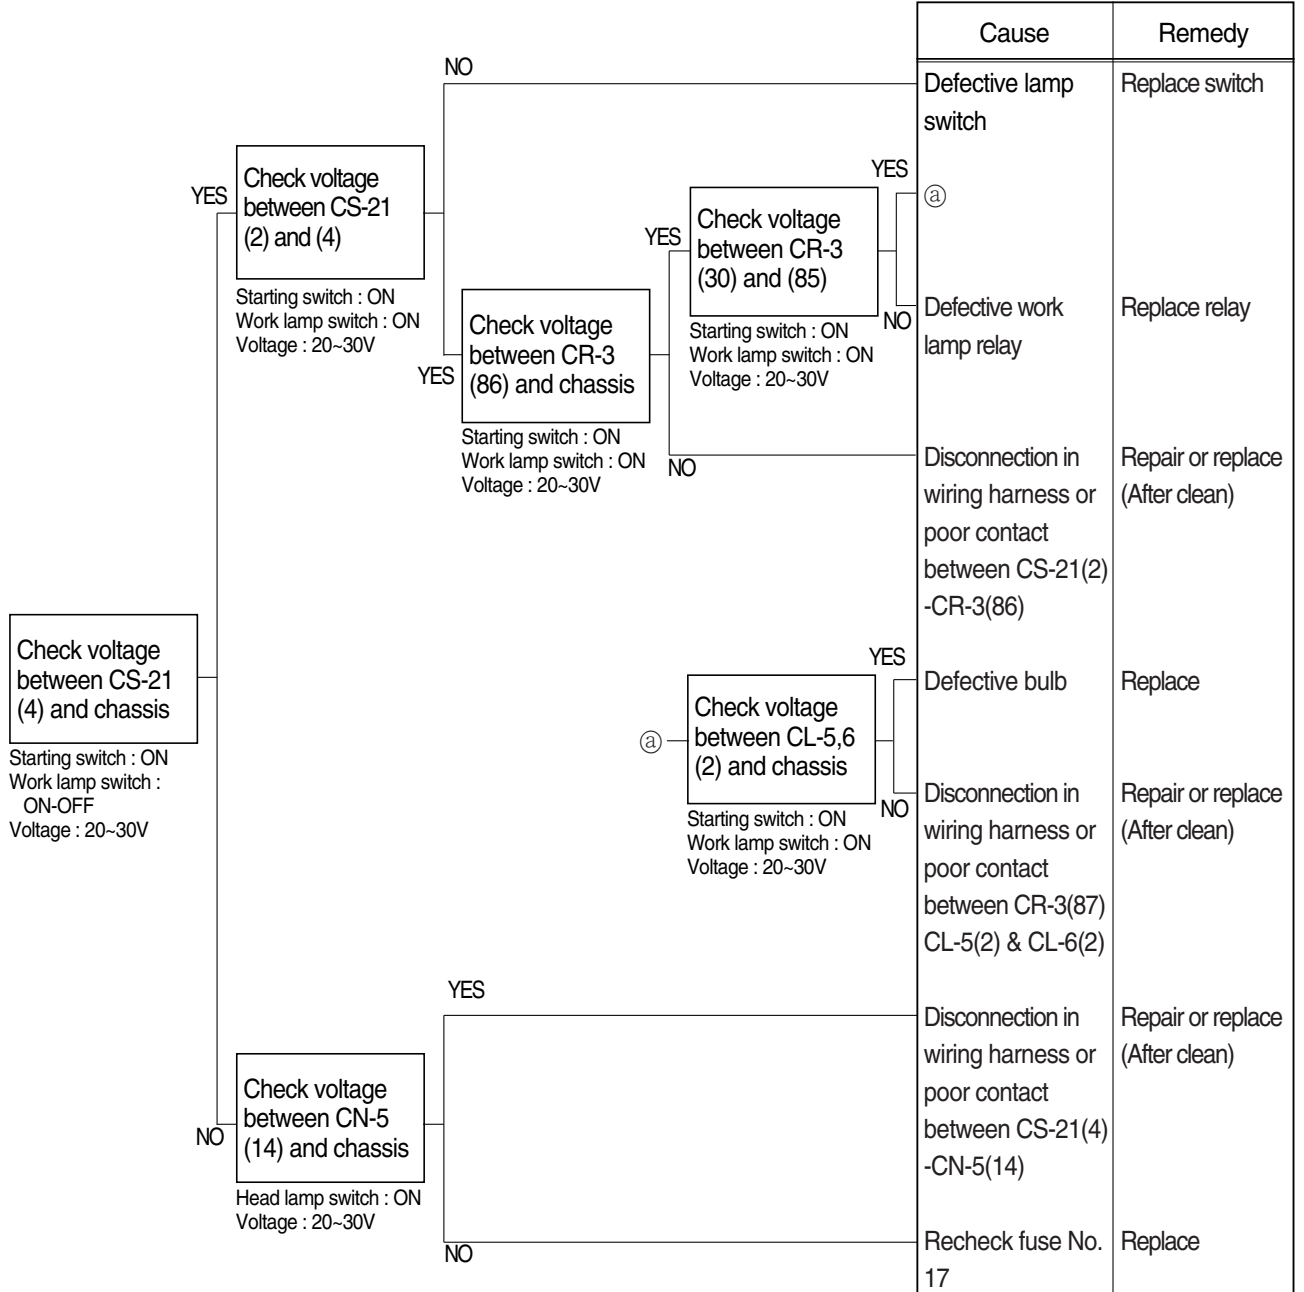 Cause
Remedy
NO
Defective lamp
switch
Replace switch
YES
Check voltage
between CS-21
(2) and (4)
Starting switch : ON
Work lamp switch : ON
Voltage : 20~30V
YES
Check voltage
between CR-3
(86) and chassis
Starting switch : ON
Work lamp switch : ON
Voltage : 20~30V
YES
Check voltage
between CR-3
(30) and (85)
Starting switch : ON
Work lamp switch : ON
Voltage : 20~30V
YES
ⓐ
NO
Defective work
lamp relay
Replace relay
NO
Disconnection in
wiring harness or
poor contact
between CS-21(2)
-CR-3(86)
Repair or replace
(After clean)
Check voltage
between CS-21
(4) and chassis
Starting switch : ON
Work lamp switch :
ON-OFF
Voltage : 20~30V
ⓐ
Check voltage
between CL-5,6
(2) and chassis
Starting switch : ON
Work lamp switch : ON
Voltage : 20~30V
YES
Defective bulb
Replace
NO
Disconnection in
wiring harness or
poor contact
between CR-3(87)
CL-5(2) & CL-6(2)
Repair or replace
(After clean)
NO
Check voltage
between CN-5
(14) and chassis
Head lamp switch : ON
Voltage : 20~30V
YES
Disconnection in
wiring harness or
poor contact
between CS-21(4)
-CN-5(14)
Repair or replace
(After clean)
NO
Recheck fuse No.
17
Replace